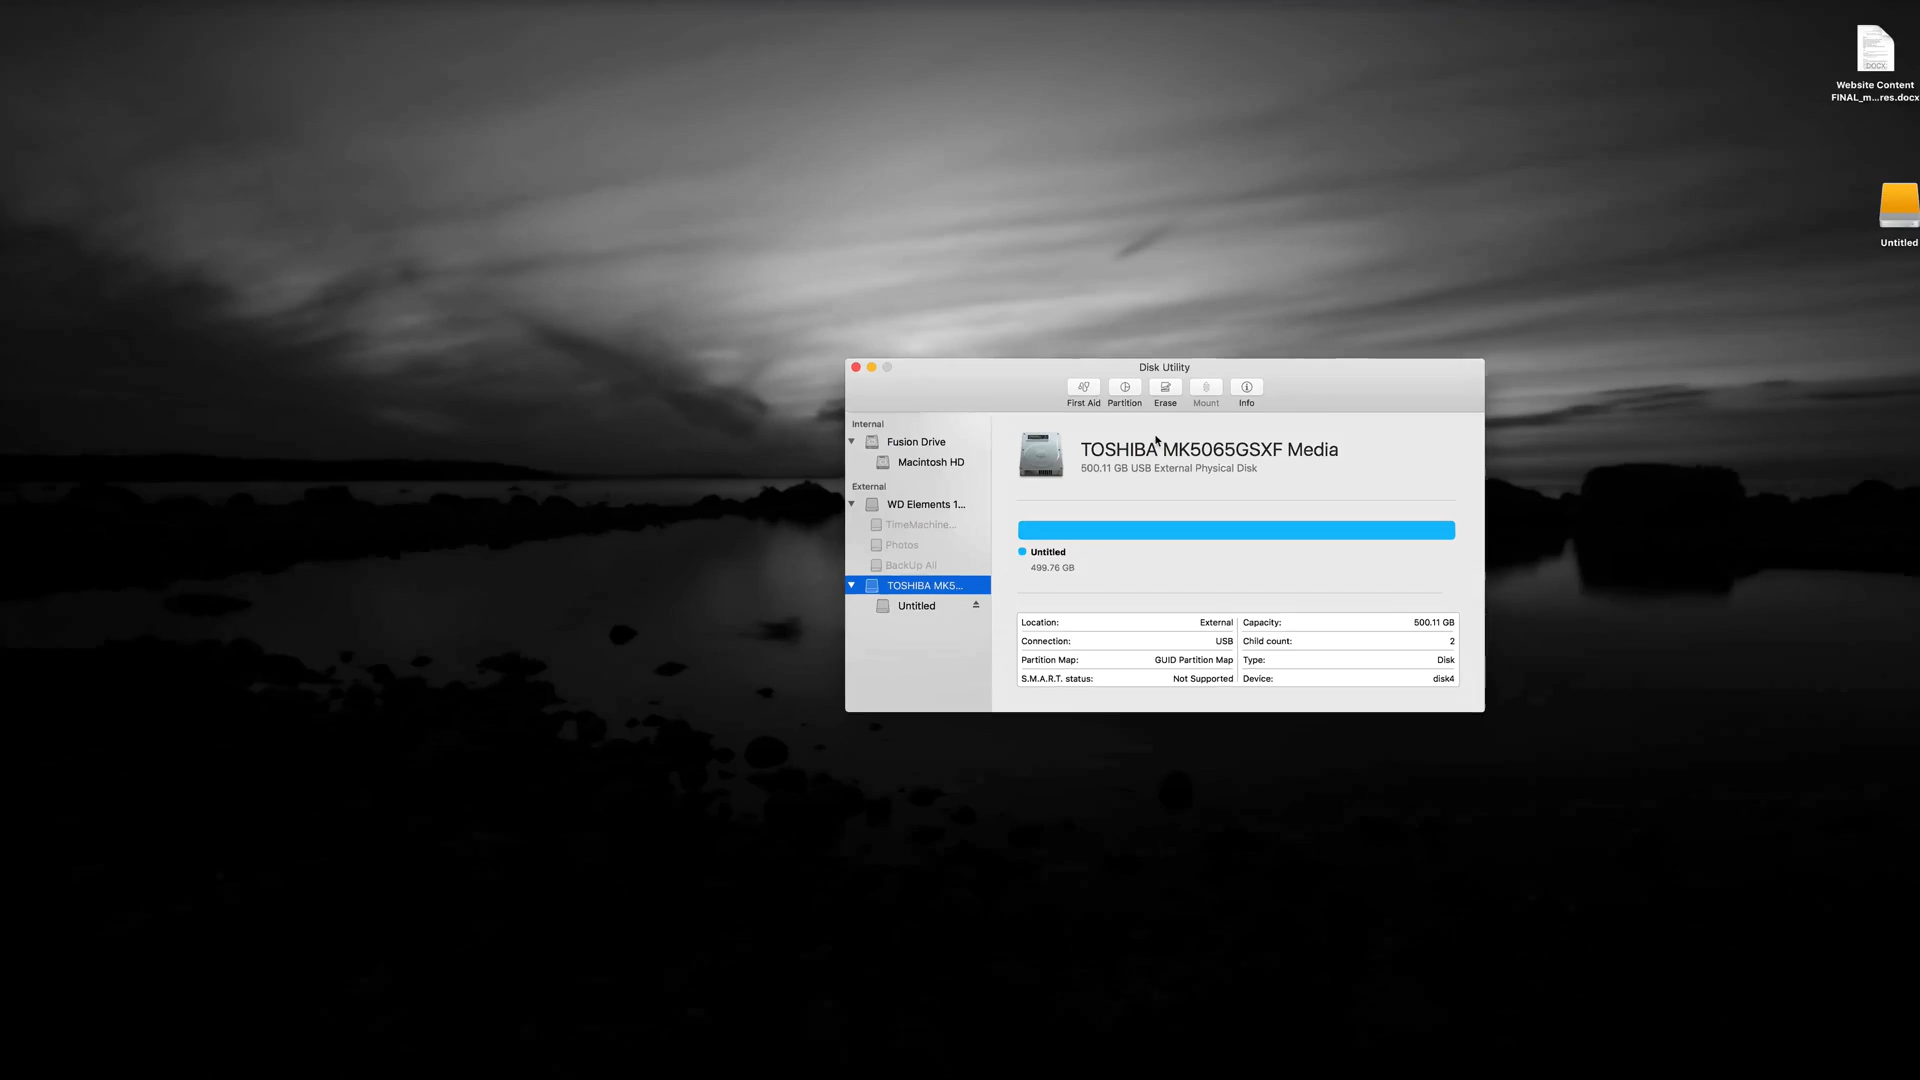 DOCX
Website Content
FINAL_m...res.docx
Untitled
Disk Utility
First Aid
Partition
Erase
Mount
Info
Internal
Fusion Drive
Macintosh HD
External
WD Elements 1...
TimeMachine...
Photos
BackUp All
TOSHIBA MK5...
Untitled
TOSHIBA MK5065GSXF Media
500.11 GB USB External Physical Disk
Untitled
499.76 GB
Location: External
Capacity: 500.11 GB
Connection: USB
Child count: 2
Partition Map: GUID Partition Map
Type: Disk
S.M.A.R.T. status: Not Supported
Device: disk4